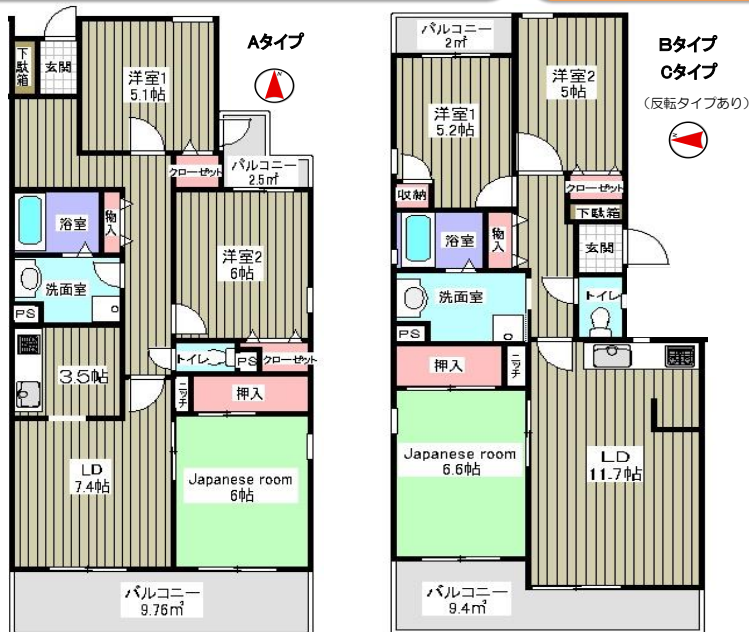 Aタイプ
N
下駄箱
玄関
洋室1
5.1帖
クローゼット
バルコニー
2.5㎡
浴室
物入
洋室2
6帖
洗面室
PS
トイレ
PS
クローゼット
3.5帖
ニッチ
押入
LD
7.4帖
Japanese room
6帖
バルコニー
9.76㎡
Bタイプ
Cタイプ
(反転タイプあり)
N
バルコニー
2㎡
洋室1
5.2帖
洋室2
5帖
収納
クローゼット
下駄箱
浴室
物入
玄関
洗面室
トイレ
PS
押入
ニッチ
Japanese room
6.6帖
LD
11.7帖
バルコニー
9.4㎡